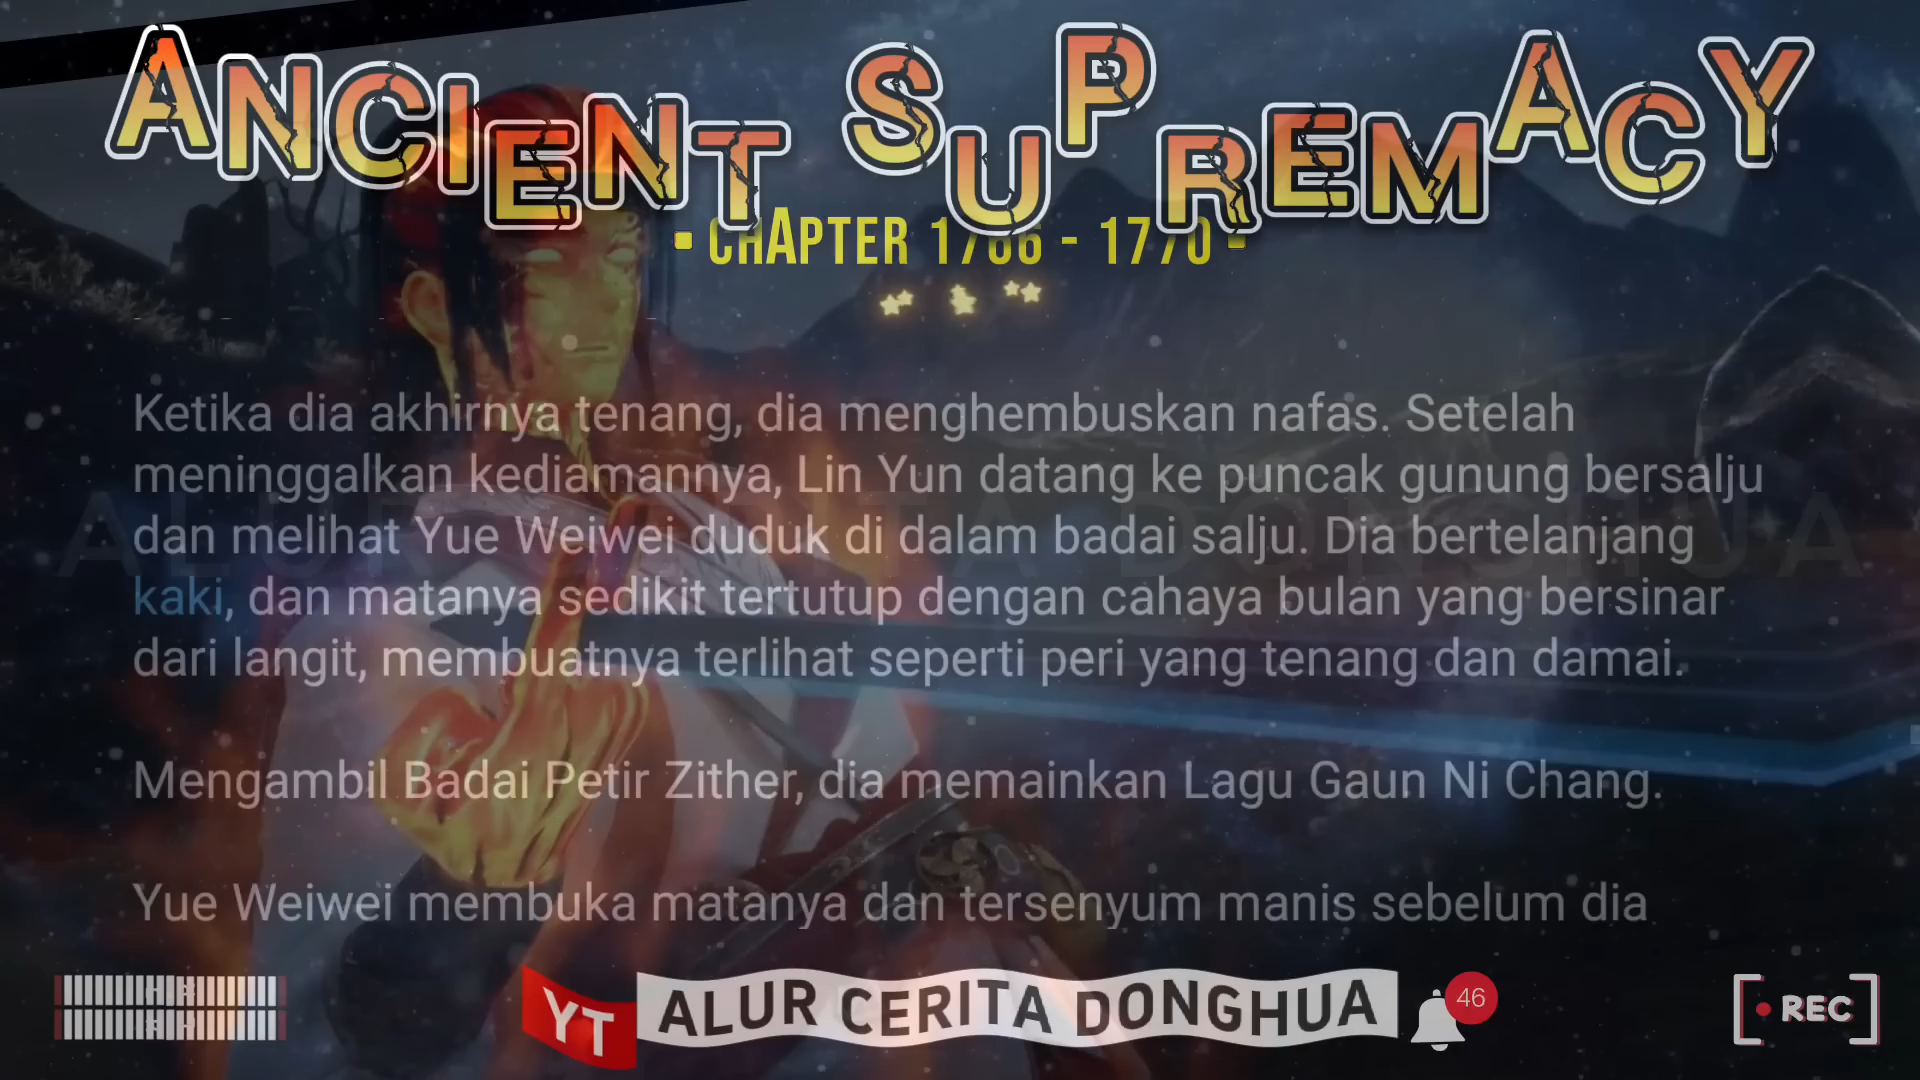 ANCIENT SUPREMACY
CHAPTER 1766 - 1770
Ketika dia akhirnya tenang, dia menghembuskan nafas. Setelah
meninggalkan kediamannya, Lin Yun datang ke puncak gunung bersalju
dan melihat Yue Weiwei duduk di dalam badai salju. Dia bertelanjang
kaki, dan matanya sedikit tertutup dengan cahaya bulan yang bersinar
dari langit, membuatnya terlihat seperti peri yang tenang dan damai.
Mengambil Badai Petir Zither, dia memainkan Lagu Gaun Ni Chang.
Yue Weiwei membuka matanya dan tersenyum manis sebelum dia
ALUR CERITA DONGHUA
YT ALUR CERITA DONGHUA 46
REC